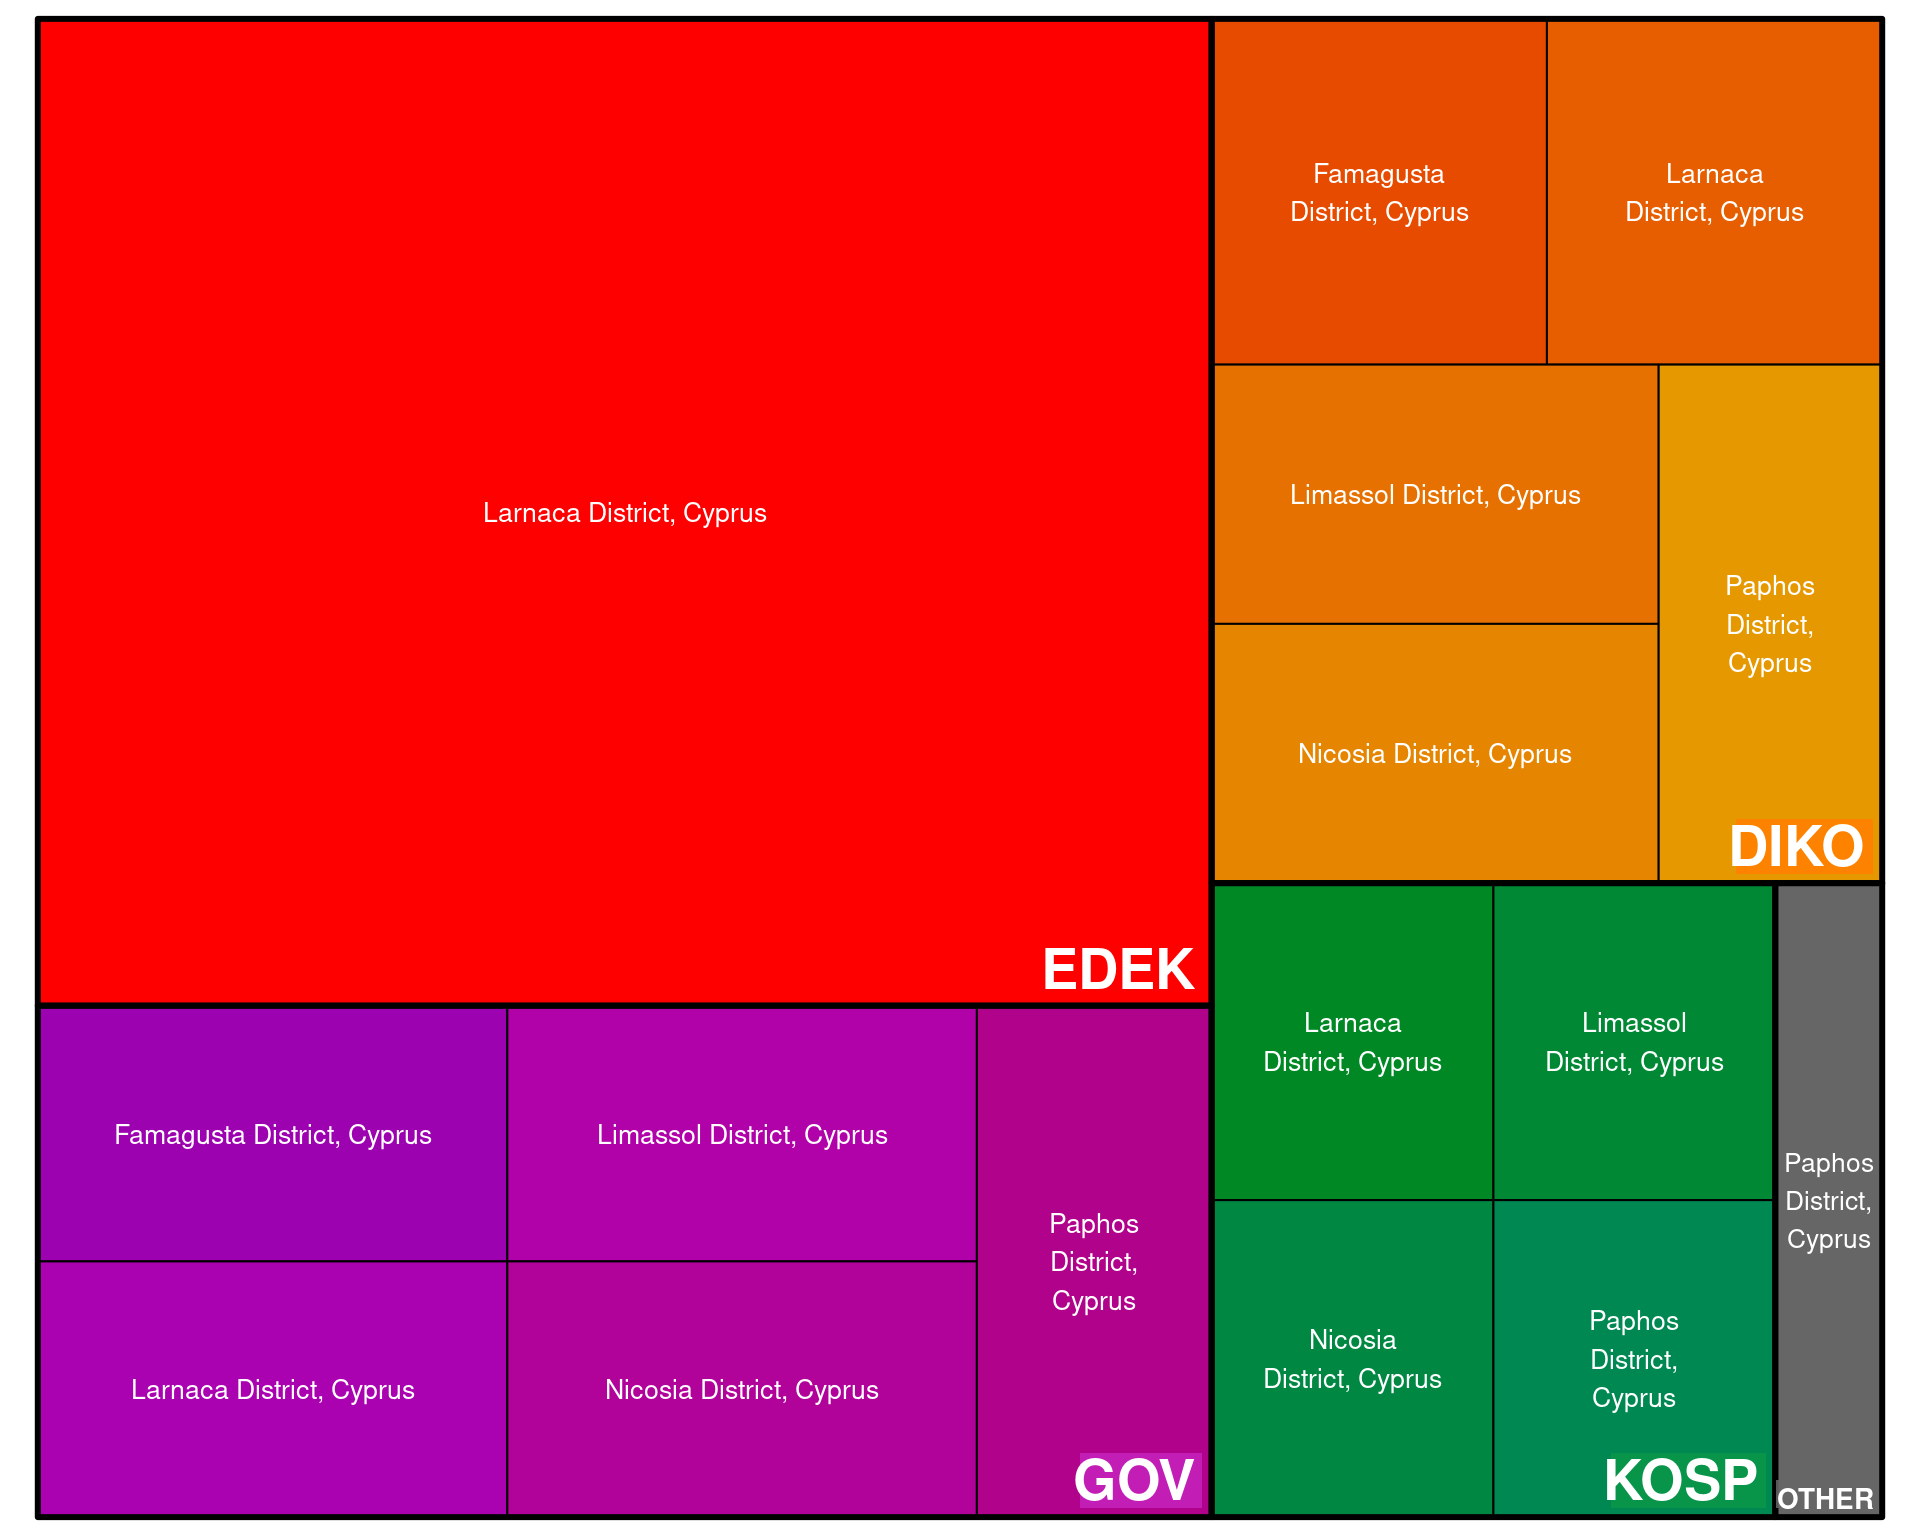 Larnaca District, Cyprus
EDEK
Famagusta
District, Cyprus
Larnaca
District, Cyprus
Limassol District, Cyprus
Nicosia District, Cyprus
Paphos
District,
Cyprus
DIKO
Famagusta District, Cyprus
Limassol District, Cyprus
Larnaca District, Cyprus
Nicosia District, Cyprus
Paphos
District,
Cyprus
GOV
Larnaca
District, Cyprus
Limassol
District, Cyprus
Nicosia
District, Cyprus
Paphos
District,
Cyprus
KOSP
Paphos
District,
Cyprus
OTHER